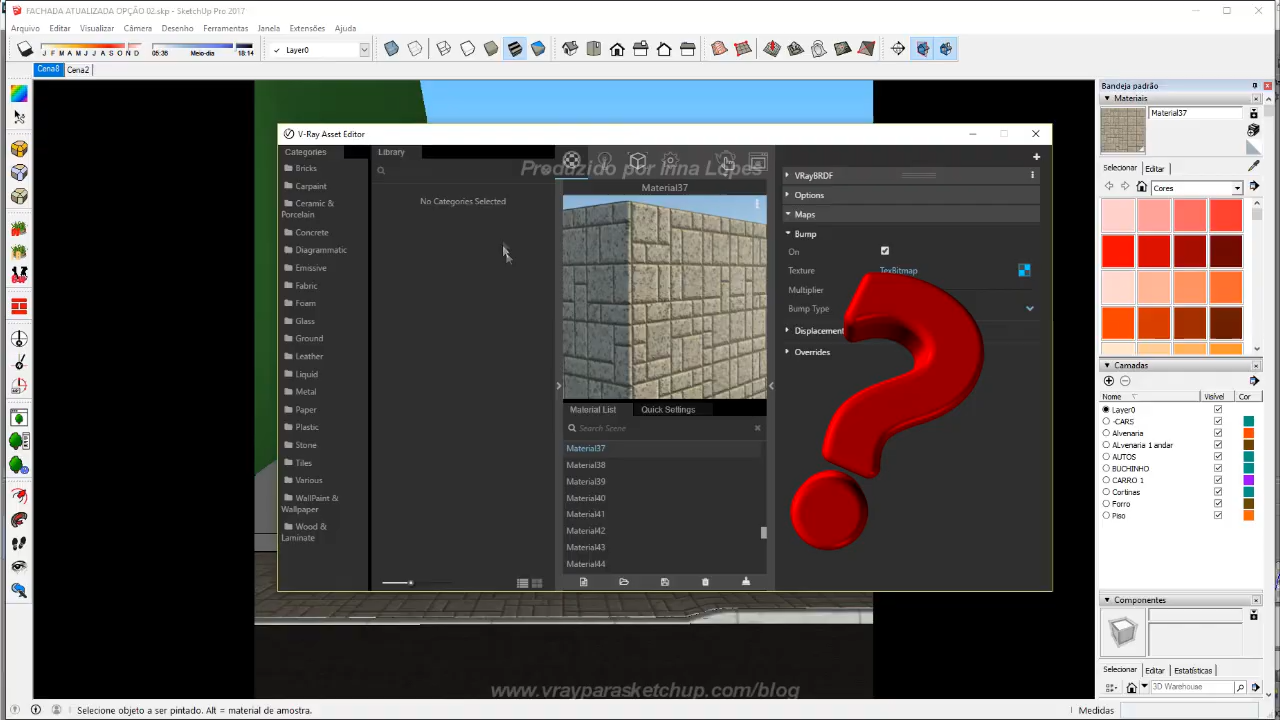 FACHADA ATUALIZADA OPÇÃO 02.skp - SketchUp Pro 2017
Arquivo Editar Visualizar Câmera Desenho Ferramentas Janela Extensões Ajuda
J F M A M J J A S O N D 05:36 Meio-dia 18:14 Layer0
Cena8 Cena2
Bandeja padrão
Materiais
Material37
Selecionar Editar
Cores
V-Ray Asset Editor
Categories
Bricks
Carpaint
Ceramic &
Porcelain
Concrete
Diagrammatic
Emissive
Fabric
Foam
Glass
Ground
Leather
Liquid
Metal
Paper
Plastic
Stone
Tiles
Various
WallPaint &
Wallpaper
Wood &
Laminate
Library
No Categories Selected
Produzido por Irina Lopes
Material37
Material List Quick Settings
Search Scene
Material37
Material38
Material39
Material40
Material41
Material42
Material43
Material44
VRayBRDF
Options
Maps
Bump
On
Texture TexBitmap
Multiplier
Bump Type
Displacement
Overrides
?
Camadas
Nome Visível Cor
Layer0
-CARS
Alvenaria
ALvenaria 1 andar
AUTOS
BUCHINHO
CARRO 1
Cortinas
Forro
Piso
Componentes
Selecionar Editar Estatísticas
3D Warehouse
www.vrayparasketchup.com/blog
Selecione objeto a ser pintado. Alt = material de amostra.
Medidas